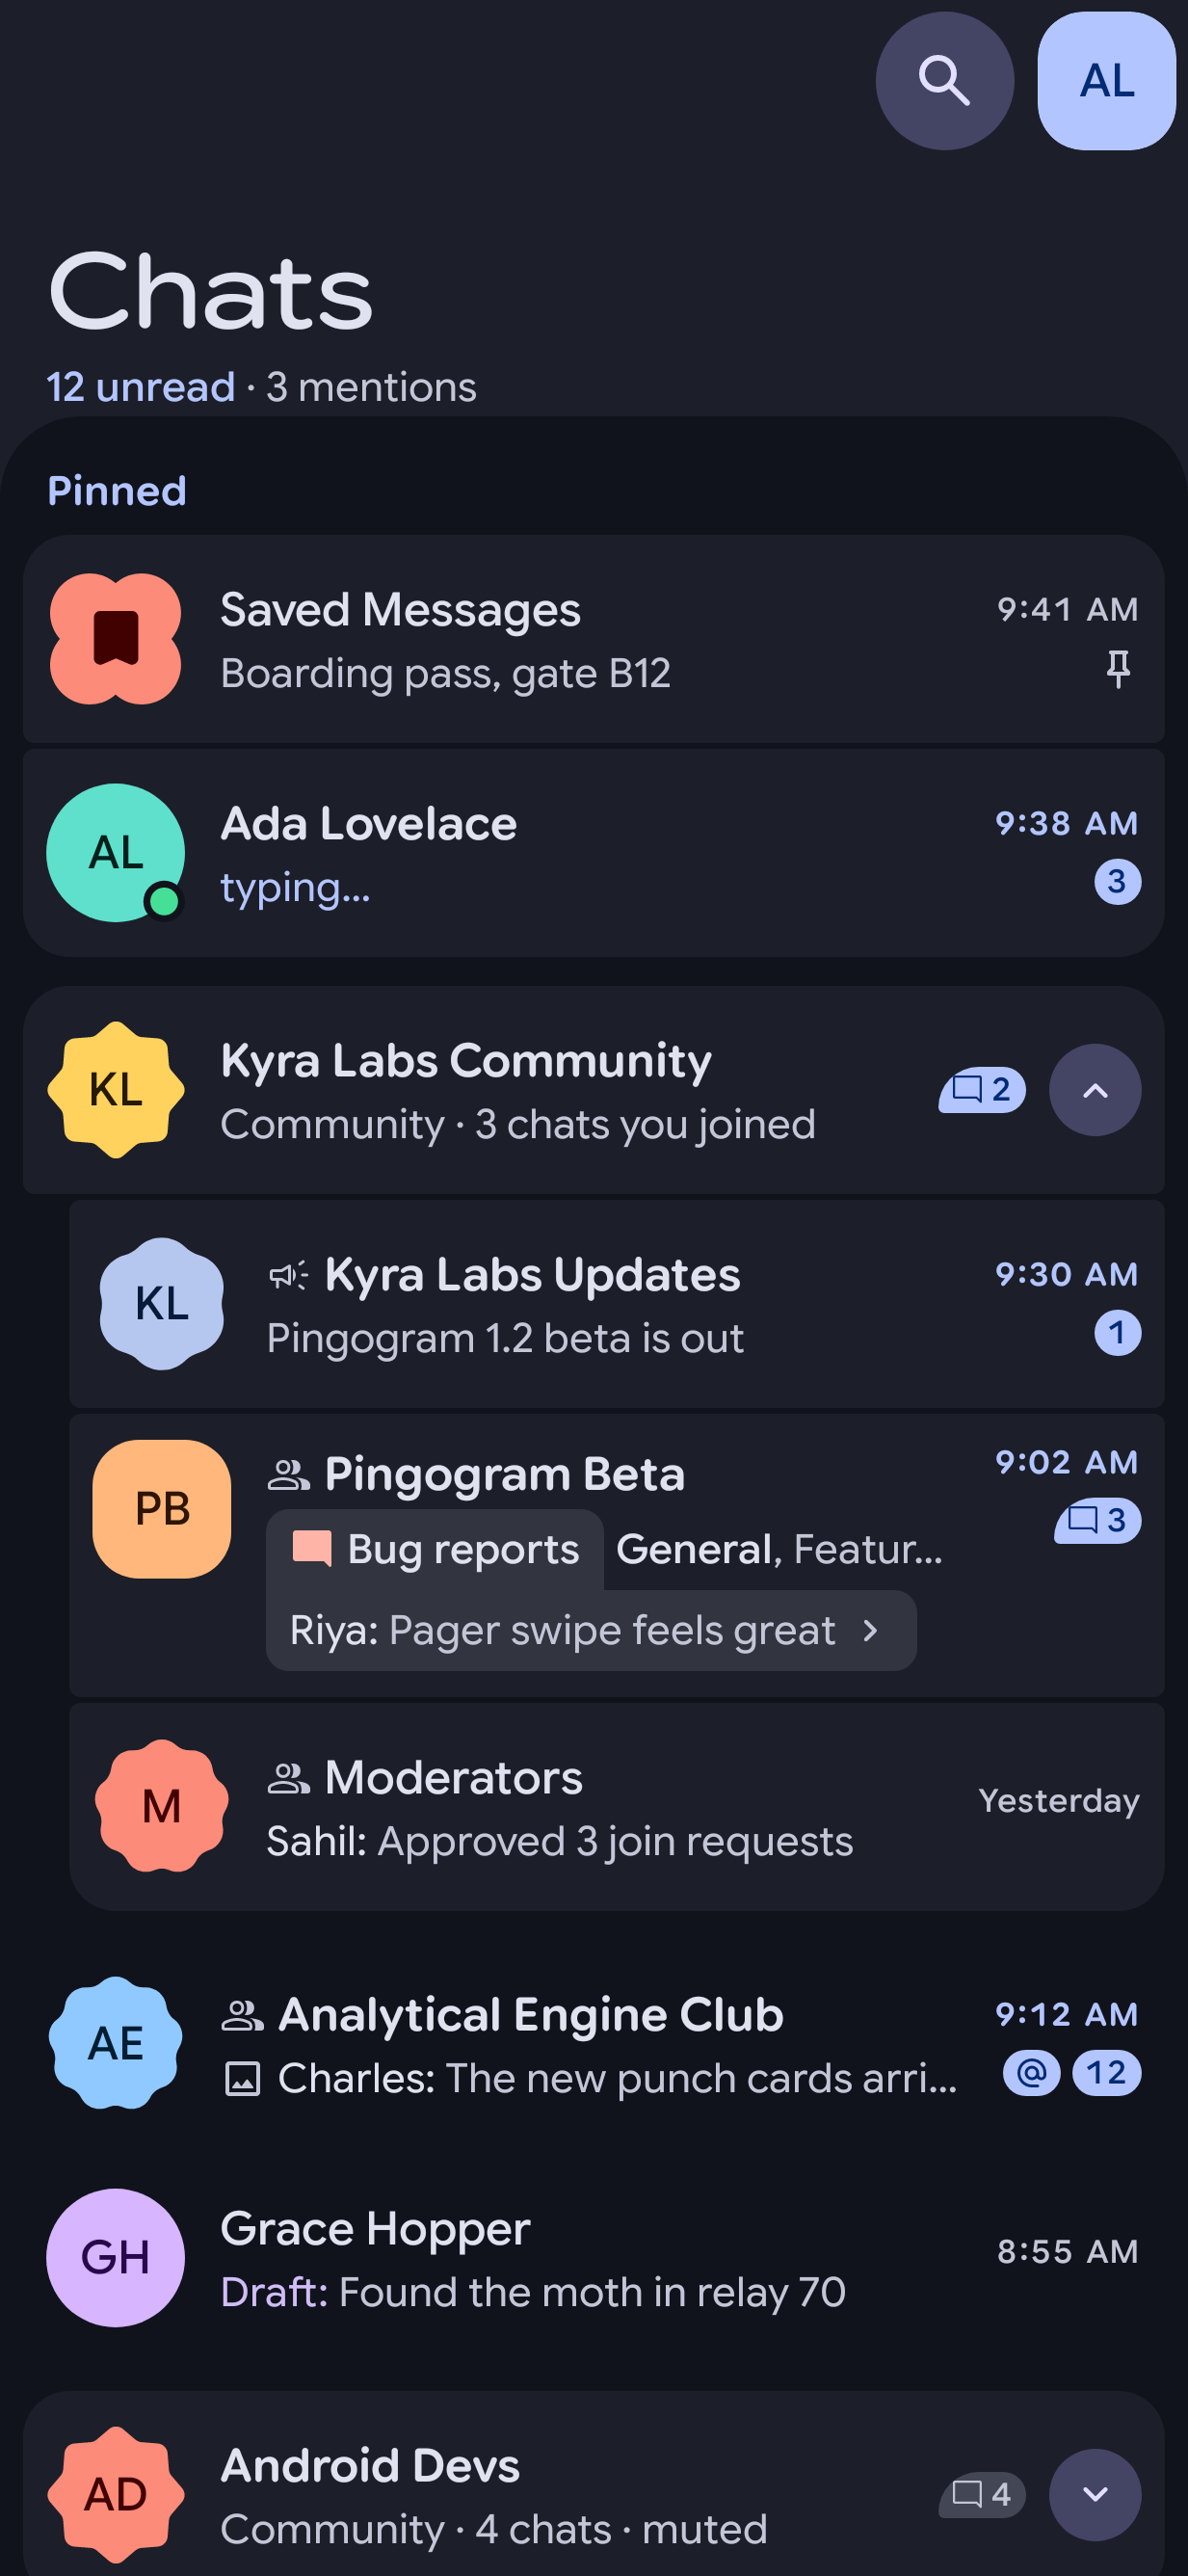 AL
Chats
12 unread · 3 mentions
Pinned
Saved Messages
9:41 AM
Boarding pass, gate B12
AL
Ada Lovelace
9:38 AM
typing...
3
KL
Kyra Labs Community
Community · 3 chats you joined
2
KL
Kyra Labs Updates
9:30 AM
Pingogram 1.2 beta is out
1
PB
Pingogram Beta
9:02 AM
3
Bug reports General, Featur...
Riya: Pager swipe feels great
M
Moderators
Yesterday
Sahil: Approved 3 join requests
AE
Analytical Engine Club
9:12 AM
Charles: The new punch cards arri...
@ 12
GH
Grace Hopper
8:55 AM
Draft: Found the moth in relay 70
AD
Android Devs
Community · 4 chats · muted
4